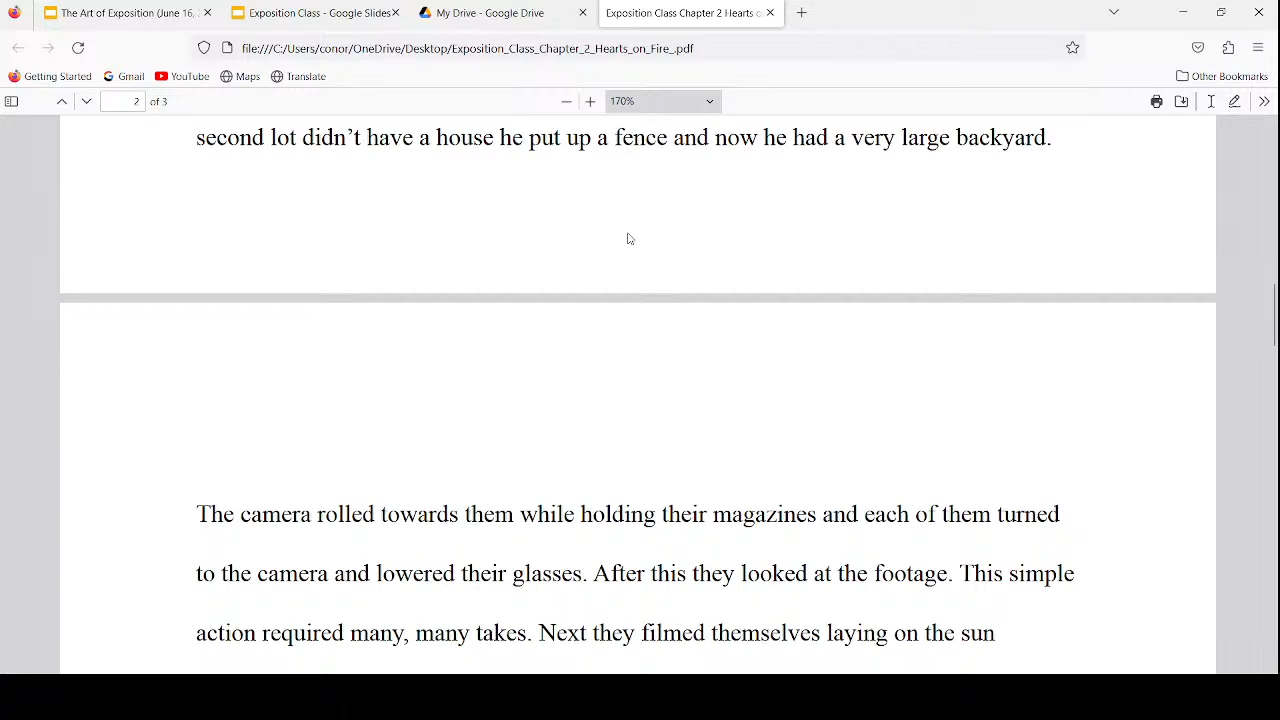 The Art of Exposition (June 16,
Exposition Class - Google Slides
My Drive - Google Drive
Exposition Class Chapter 2 Hearts o
file:///C:/Users/conor/OneDrive/Desktop/Exposition_Class_Chapter_2_Hearts_on_Fire_.pdf
Getting Started
Gmail
YouTube
Maps
Translate
Other Bookmarks
2
of 3
170%
second lot didn’t have a house he put up a fence and now he had a very large backyard.
The camera rolled towards them while holding their magazines and each of them turned
to the camera and lowered their glasses. After this they looked at the footage. This simple
action required many, many takes. Next they filmed themselves laying on the sun